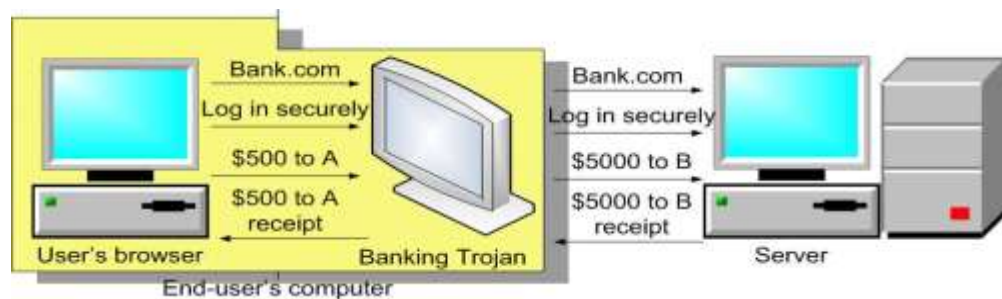 Bank.com
Log in securely
$500 to A
$500 to A
receipt
User's browser
Banking Trojan
End-user's computer
Bank.com
Log in securely
$5000 to B
$5000 to B
receipt
Server